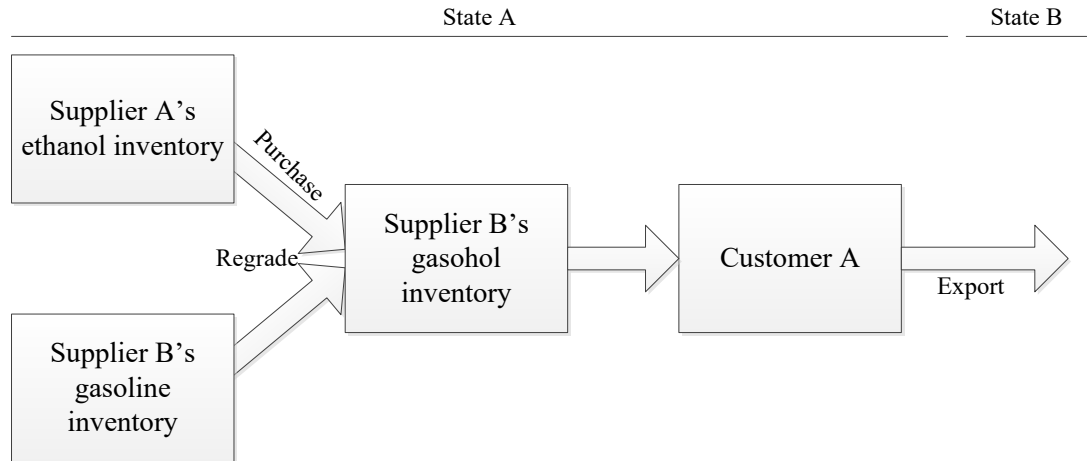 State A
State B
Supplier A’s
ethanol inventory
Purchase
Regrade
Supplier B’s
gasoline
inventory
Supplier B’s
gasohol
inventory
Customer A
Export